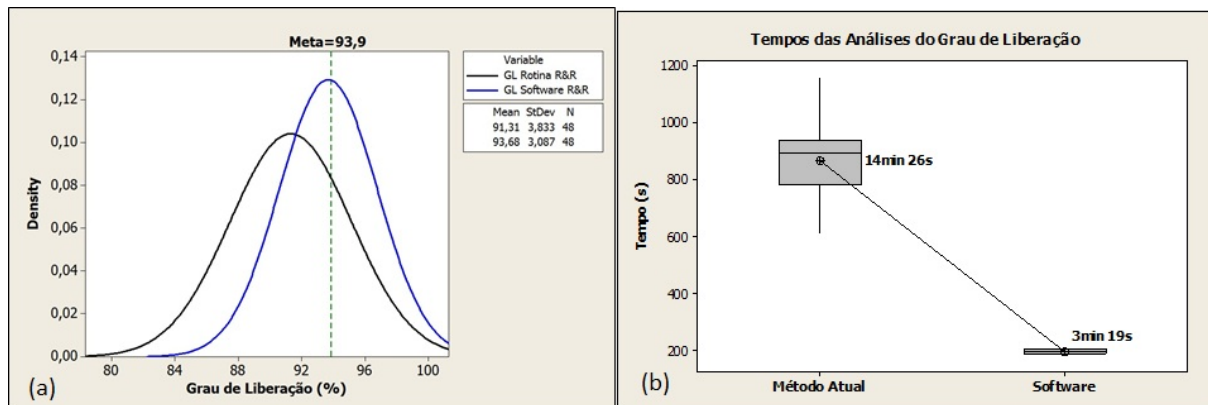 Meta=93,9
0,14
0,12
0,10
0,08
0,06
0,04
0,02
0,00
Density
80 84 88 92 96 100
Grau de Liberação (%)
(a)
Variable
GL Rotina R&R
GL Software R&R
Mean StDev N
91,31 3,833 48
93,68 3,087 48
Tempos das Análises do Grau de Liberação
1200
1000
800
600
400
200
Tempo (s)
14min 26s
3min 19s
Método Atual Software
(b)